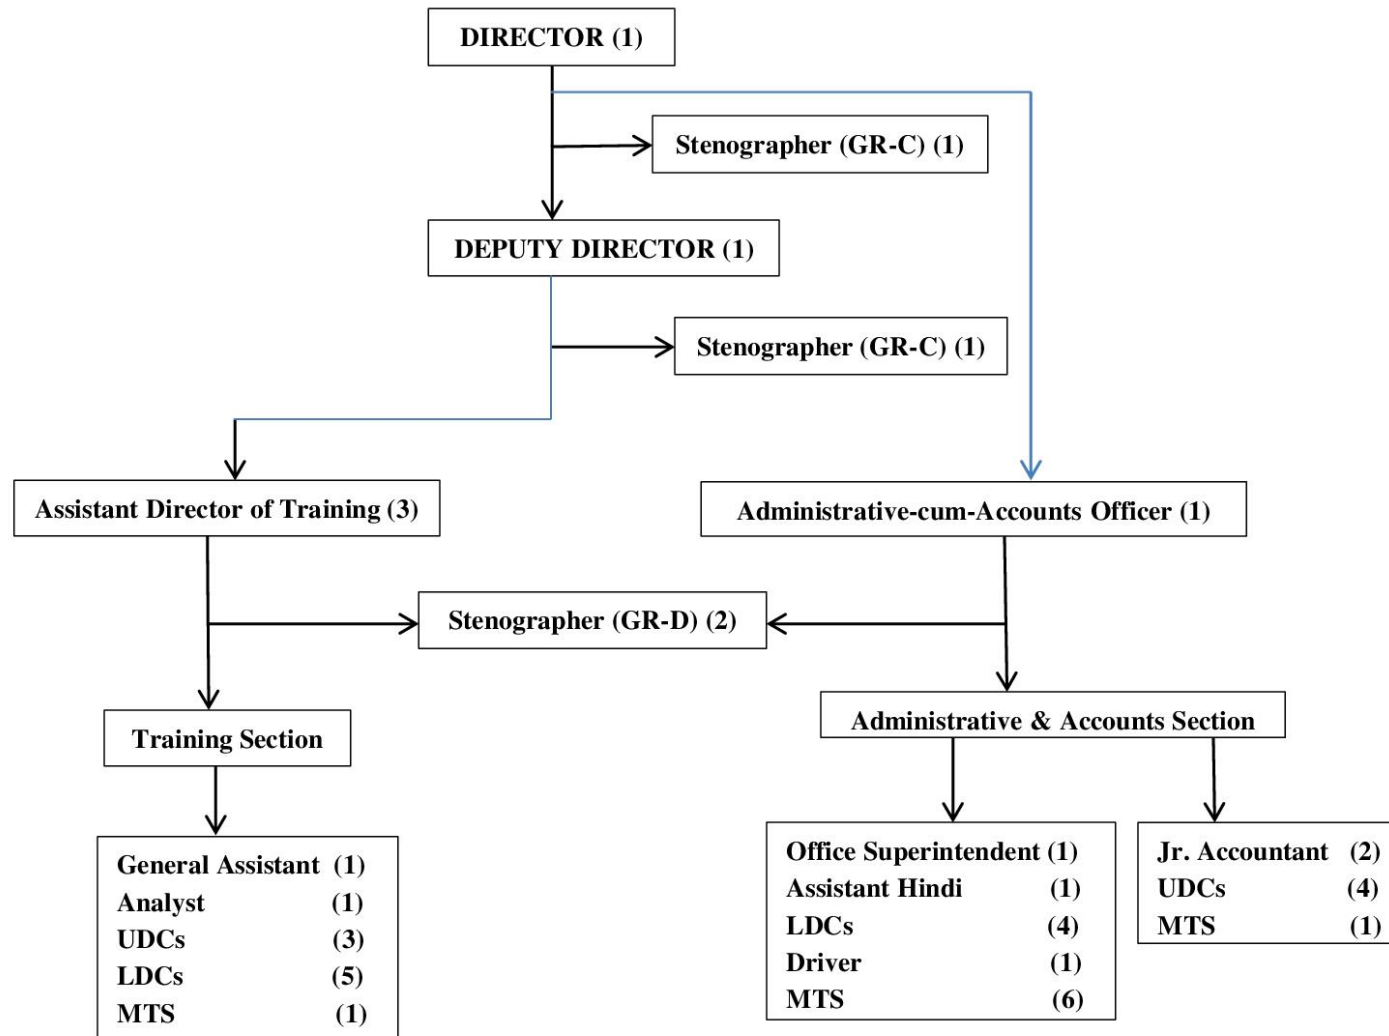 DIRECTOR (1)
Stenographer (GR-C) (1)
DEPUTY DIRECTOR (1)
Stenographer (GR-C) (1)
Assistant Director of Training (3)
Administrative-cum-Accounts Officer (1)
Stenographer (GR-D) (2)
Training Section
Administrative & Accounts Section
General Assistant (1)
Analyst (1)
UDCs (3)
LDCs (5)
MTS (1)
Office Superintendent (1)
Assistant Hindi (1)
LDCs (4)
Driver (1)
MTS (6)
Jr. Accountant (2)
UDCs (4)
MTS (1)